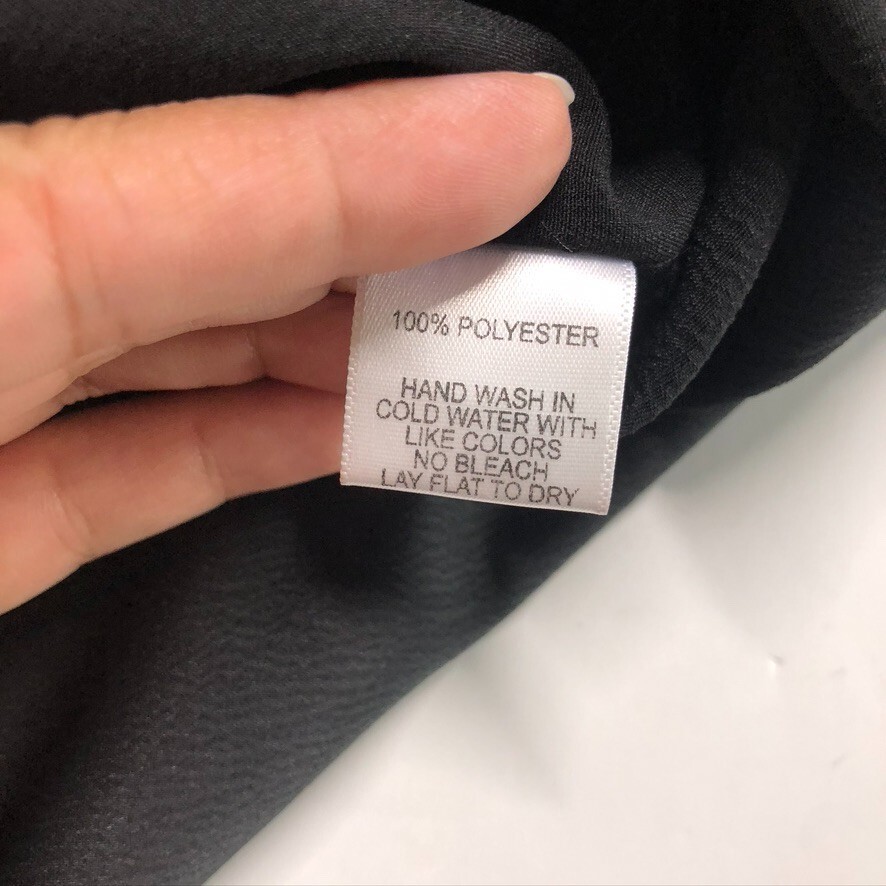 100% POLYESTER
HAND WASH IN
COLD WATER WITH
LIKE COLORS
NO BLEACH
LAY FLAT TO DRY